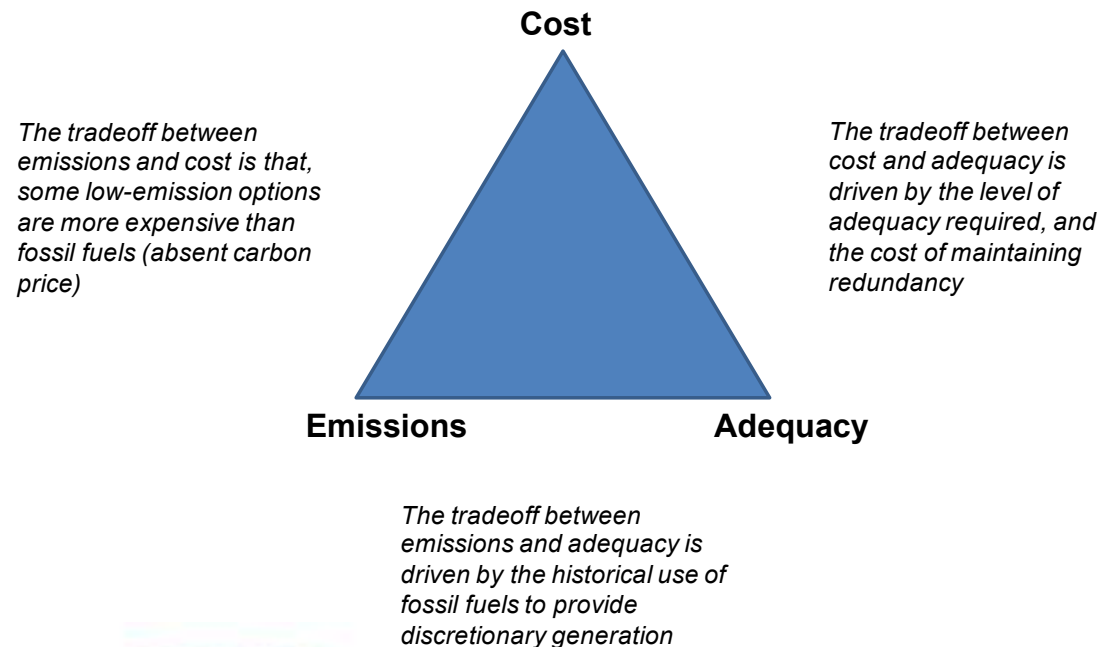 Cost
The tradeoff between
emissions and cost is that,
some low-emission options
are more expensive than
fossil fuels (absent carbon
price)
The tradeoff between
cost and adequacy is
driven by the level of
adequacy required, and
the cost of maintaining
redundancy
Emissions
Adequacy
The tradeoff between
emissions and adequacy is
driven by the historical use of
fossil fuels to provide
discretionary generation